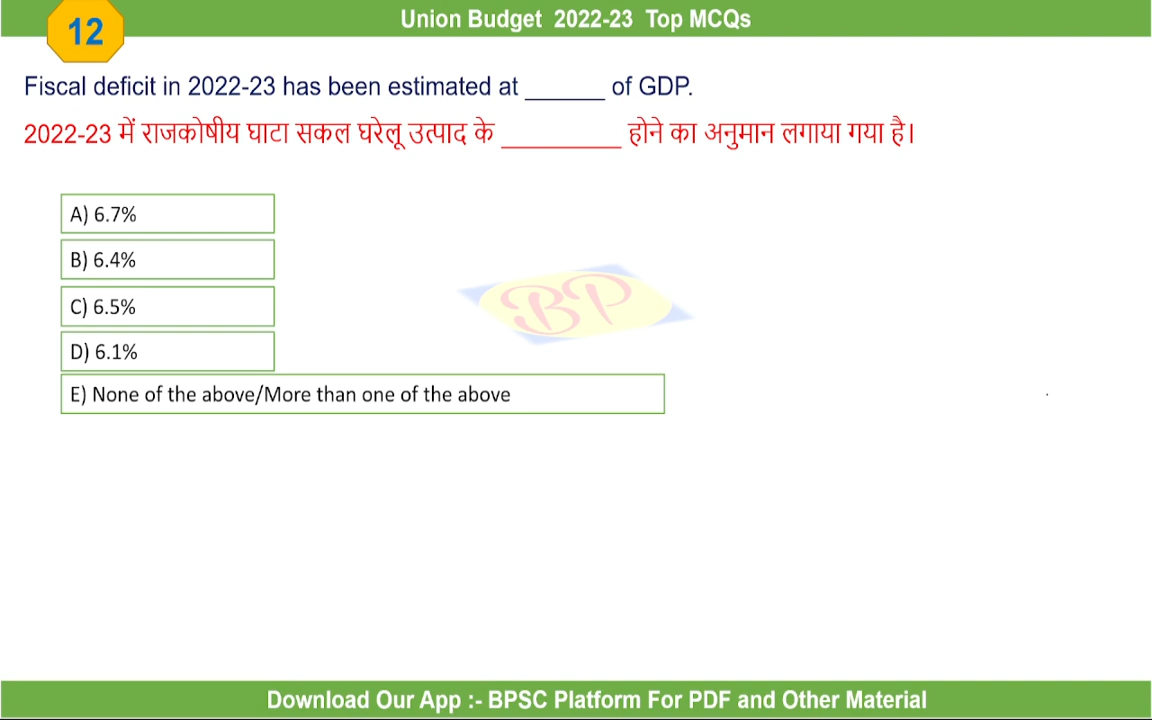 Union Budget 2022-23 Top MCQs
12
Fiscal deficit in 2022-23 has been estimated at ______ of GDP.
2022-23 में राजकोषीय घाटा सकल घरेलू उत्पाद के _________ होने का अनुमान लगाया गया है।
A) 6.7%
B) 6.4%
C) 6.5%
D) 6.1%
E) None of the above/More than one of the above
BP
Download Our App :- BPSC Platform For PDF and Other Material